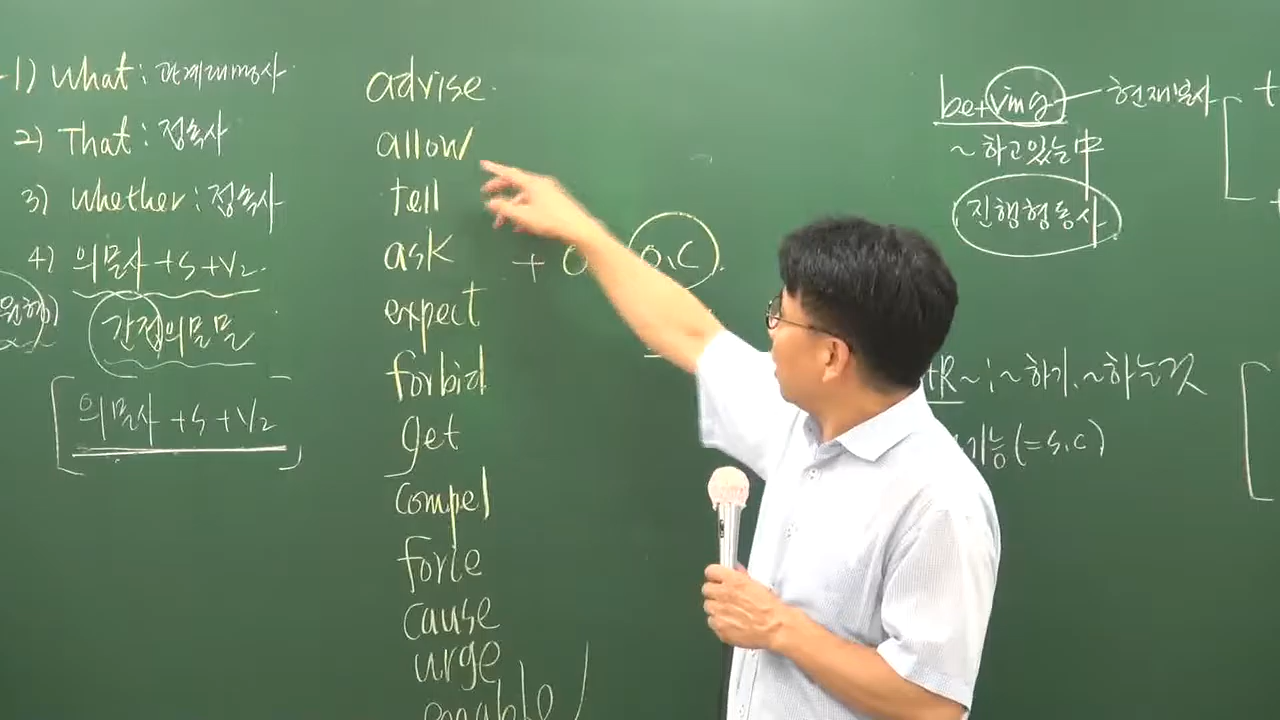 1) What : 관계대명사
2) That : 접속사
3) Whether : 접속사
4) 의문사 + S + V2.
간접의문문
의문사 + S + V2
advise
allow
tell
ask
expect
forbid
get
compel
force
cause
urge
enable
+ O
O.C
be + ving 현재분사
~하고있는中
진행형동사
+R~ ; ~하기, ~하는것
기능 (= S.C)